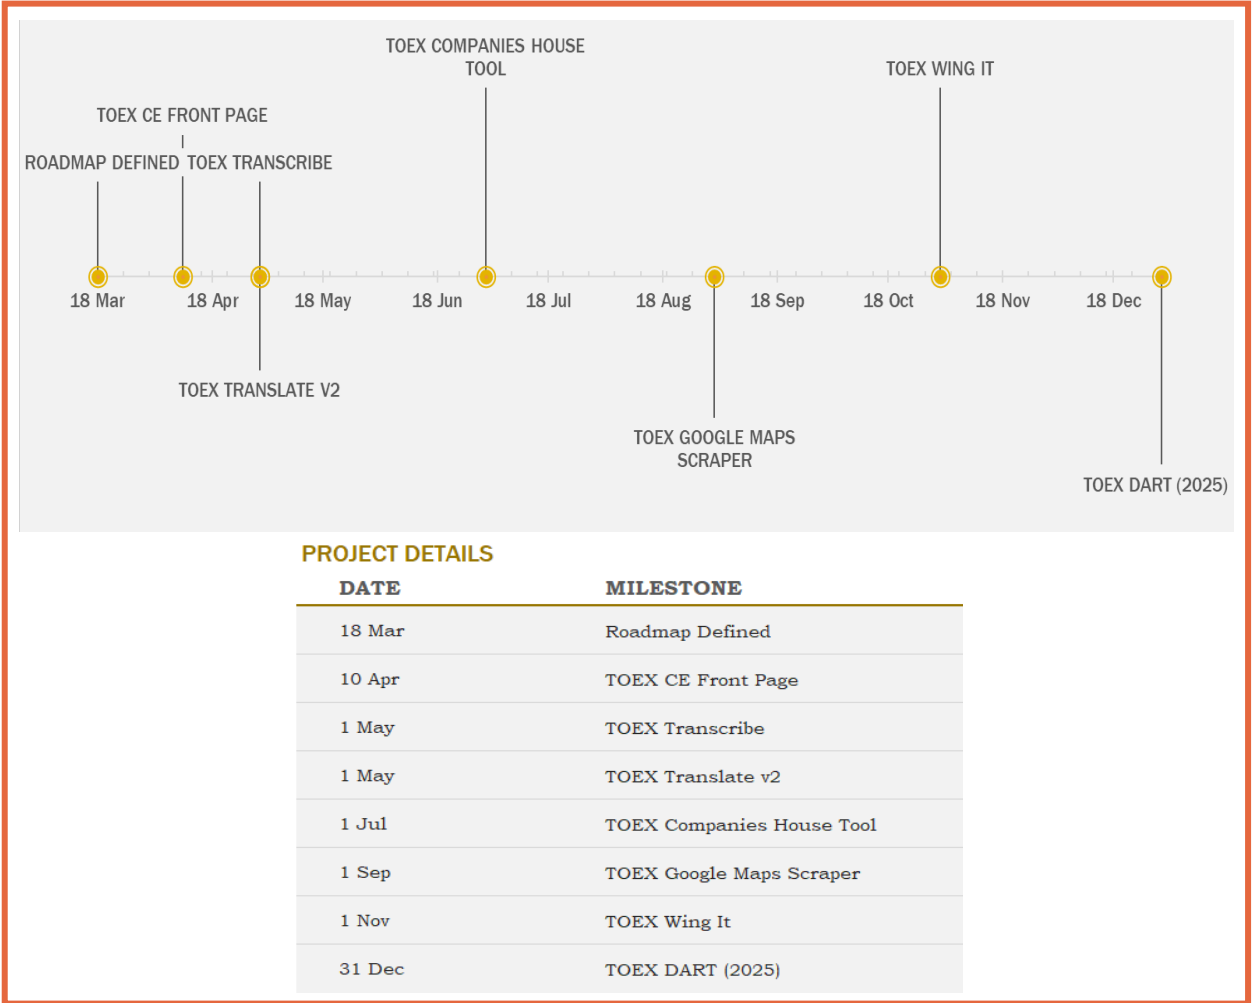 TOEX COMPANIES HOUSE
TOOL
TOEX WING IT
TOEX CE FRONT PAGE
ROADMAP DEFINED
TOEX TRANSCRIBE
18 Mar
18 Apr
18 May
18 Jun
18 Jul
18 Aug
18 Sep
18 Oct
18 Nov
18 Dec
TOEX TRANSLATE V2
TOEX GOOGLE MAPS
SCRAPER
TOEX DART (2025)
PROJECT DETAILS
DATE MILESTONE
18 Mar Roadmap Defined
10 Apr TOEX CE Front Page
1 May TOEX Transcribe
1 May TOEX Translate v2
1 Jul TOEX Companies House Tool
1 Sep TOEX Google Maps Scraper
1 Nov TOEX Wing It
31 Dec TOEX DART (2025)